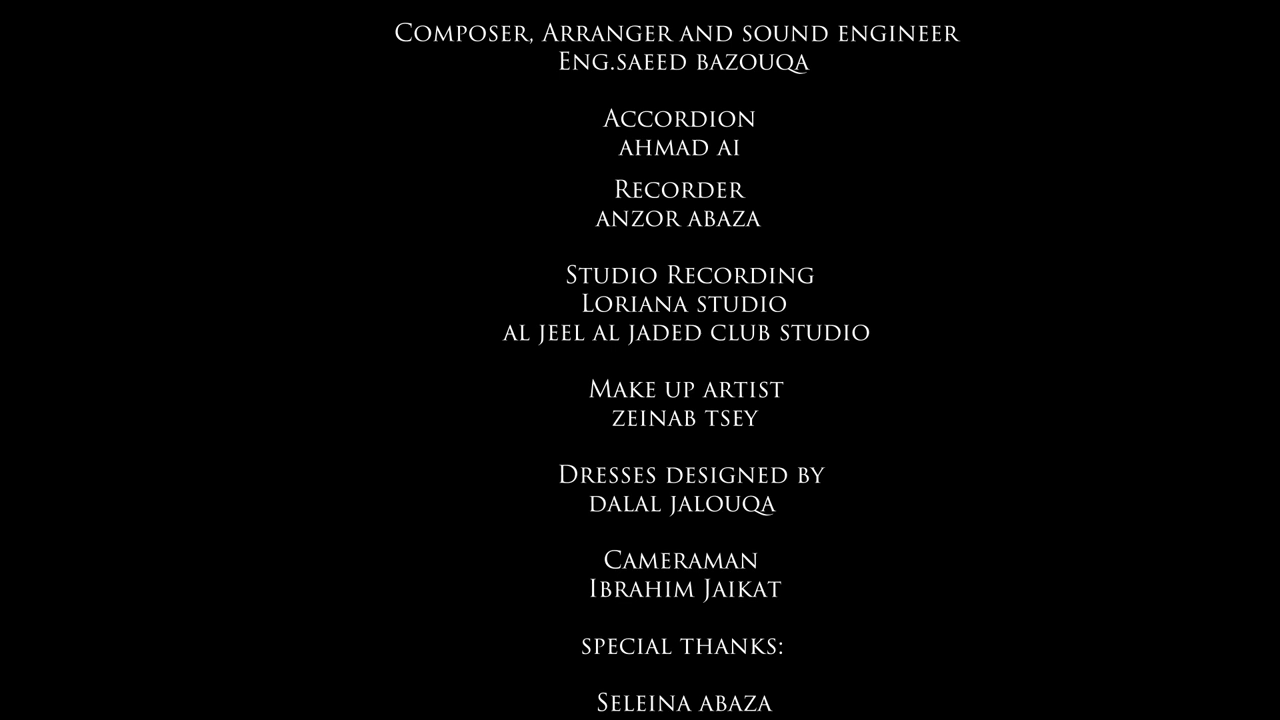 Composer, Arranger and sound engineer
Eng.saeed bazouqa
Accordion
ahmad ai
Recorder
anzor abaza
Studio Recording
Loriana studio
al jeel al jaded club studio
Make up artist
zeinab tsey
Dresses designed by
dalal jalouqa
Cameraman
Ibrahim Jaikat
special thanks:
Seleina abaza